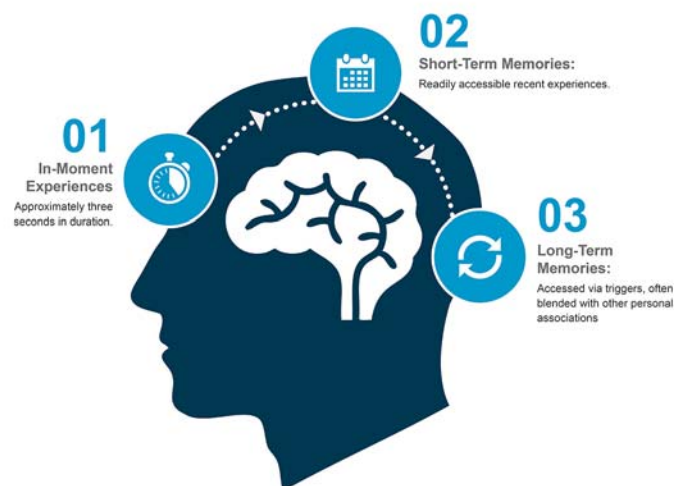 01
In-Moment
Experiences
Approximately three
seconds in duration.
02
Short-Term Memories:
Readily accessible recent experiences.
03
Long-Term
Memories:
Accessed via triggers, often
blended with other personal
associations